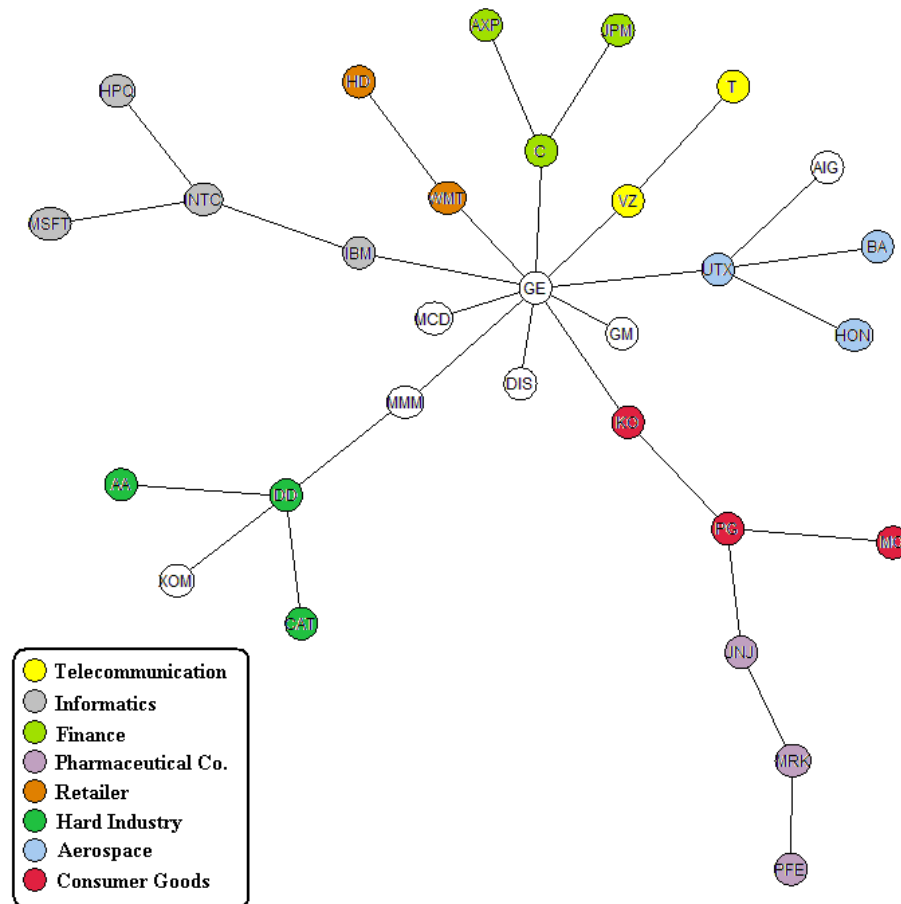 AXP
JPM
HD
HPQ
T
C
AIG
INTC
WMT
VZ
MSFT
BA
IBM
UTX
GE
MCD
GM
HON
DIS
MMM
KO
AA
DD
PG
XOM
CAT
JNJ
MRK
PFE
Telecommunication
Informatics
Finance
Pharmaceutical Co.
Retailer
Hard Industry
Aerospace
Consumer Goods